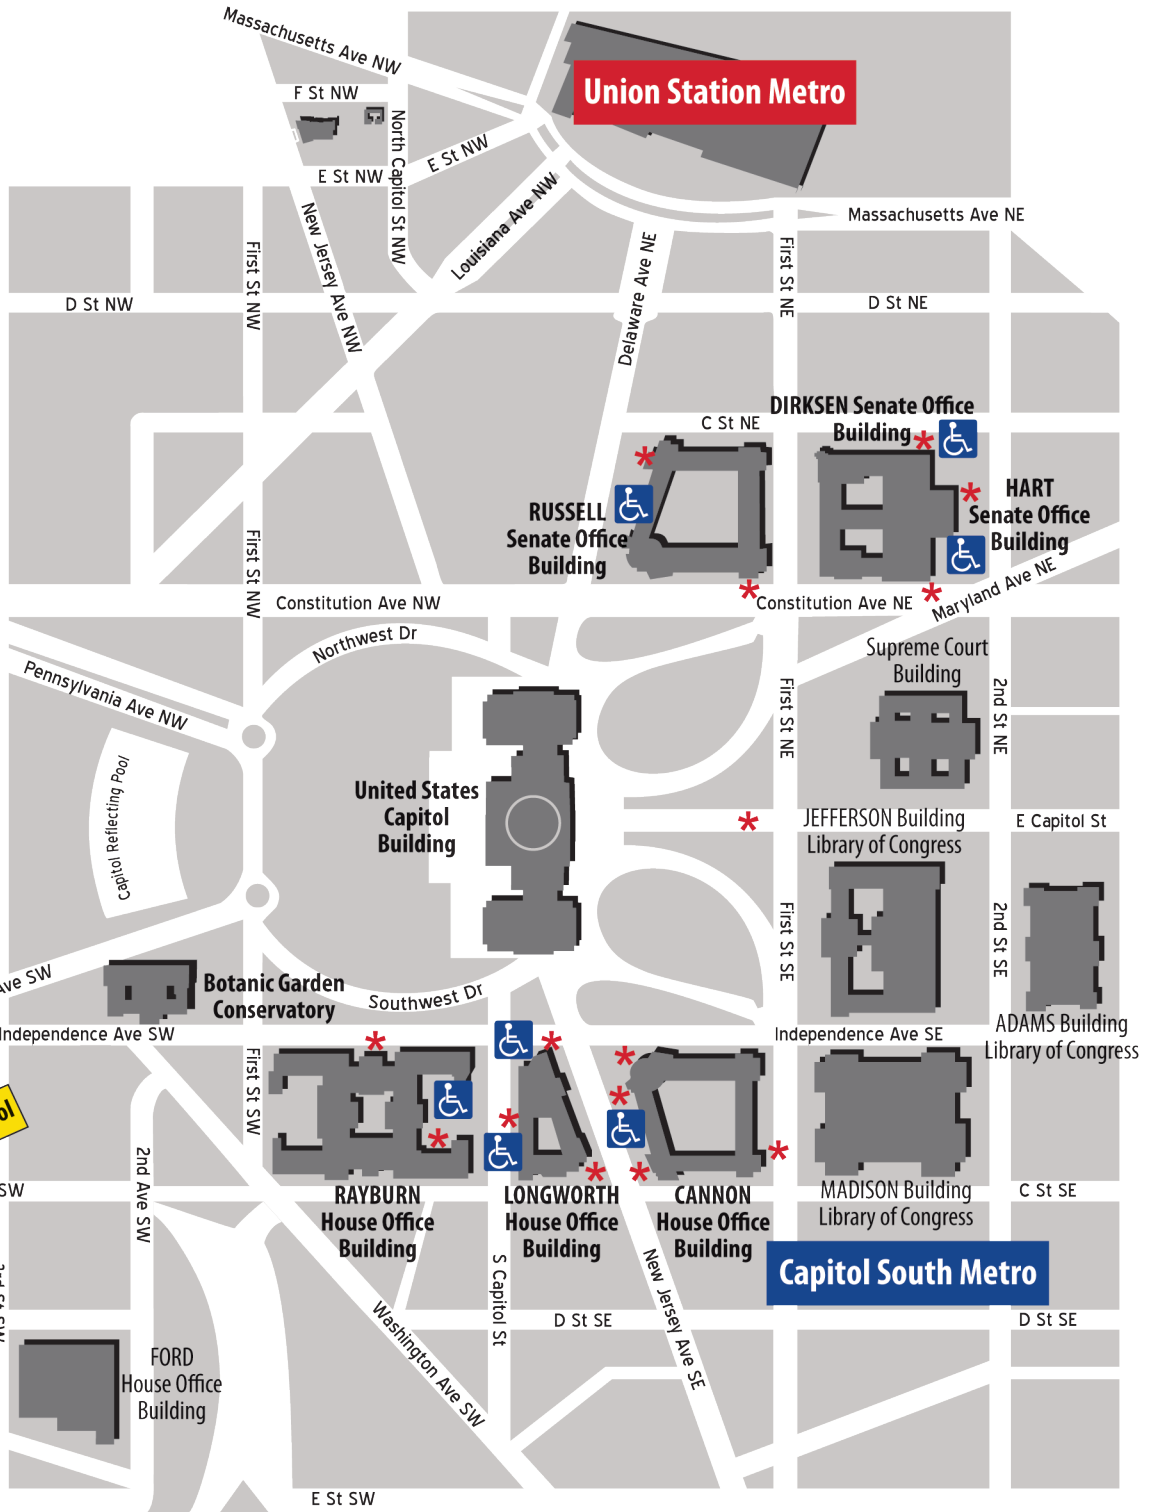 Massachusetts Ave NW
Union Station Metro
F St NW
North Capitol St NW
E St NW
E St NW
Louisiana Ave NW
New Jersey Ave NW
Massachusetts Ave NE
First St NW
Delaware Ave NE
First St NE
D St NW
D St NE
DIRKSEN Senate Office
Building
C St NE
HART
Senate Office
Building
RUSSELL
Senate Office
Building
First St NW
Constitution Ave NW
Constitution Ave NE
Maryland Ave NE
Northwest Dr
Supreme Court
Building
Pennsylvania Ave NW
First St NE
2nd St NE
Capitol Reflecting Pool
United States
Capitol
Building
JEFFERSON Building
Library of Congress
E Capitol St
First St SE
2nd St SE
Ave SW
Botanic Garden
Conservatory
Southwest Dr
Independence Ave SW
Independence Ave SE
ADAMS Building
Library of Congress
First St SW
ol
2nd Ave SW
SW
RAYBURN
House Office
Building
LONGWORTH
House Office
Building
CANNON
House Office
Building
MADISON Building
Library of Congress
C St SE
Capitol South Metro
S Capitol St
New Jersey Ave SE
Washington Ave SW
D St SE
D St SE
FORD
House Office
Building
E St SW